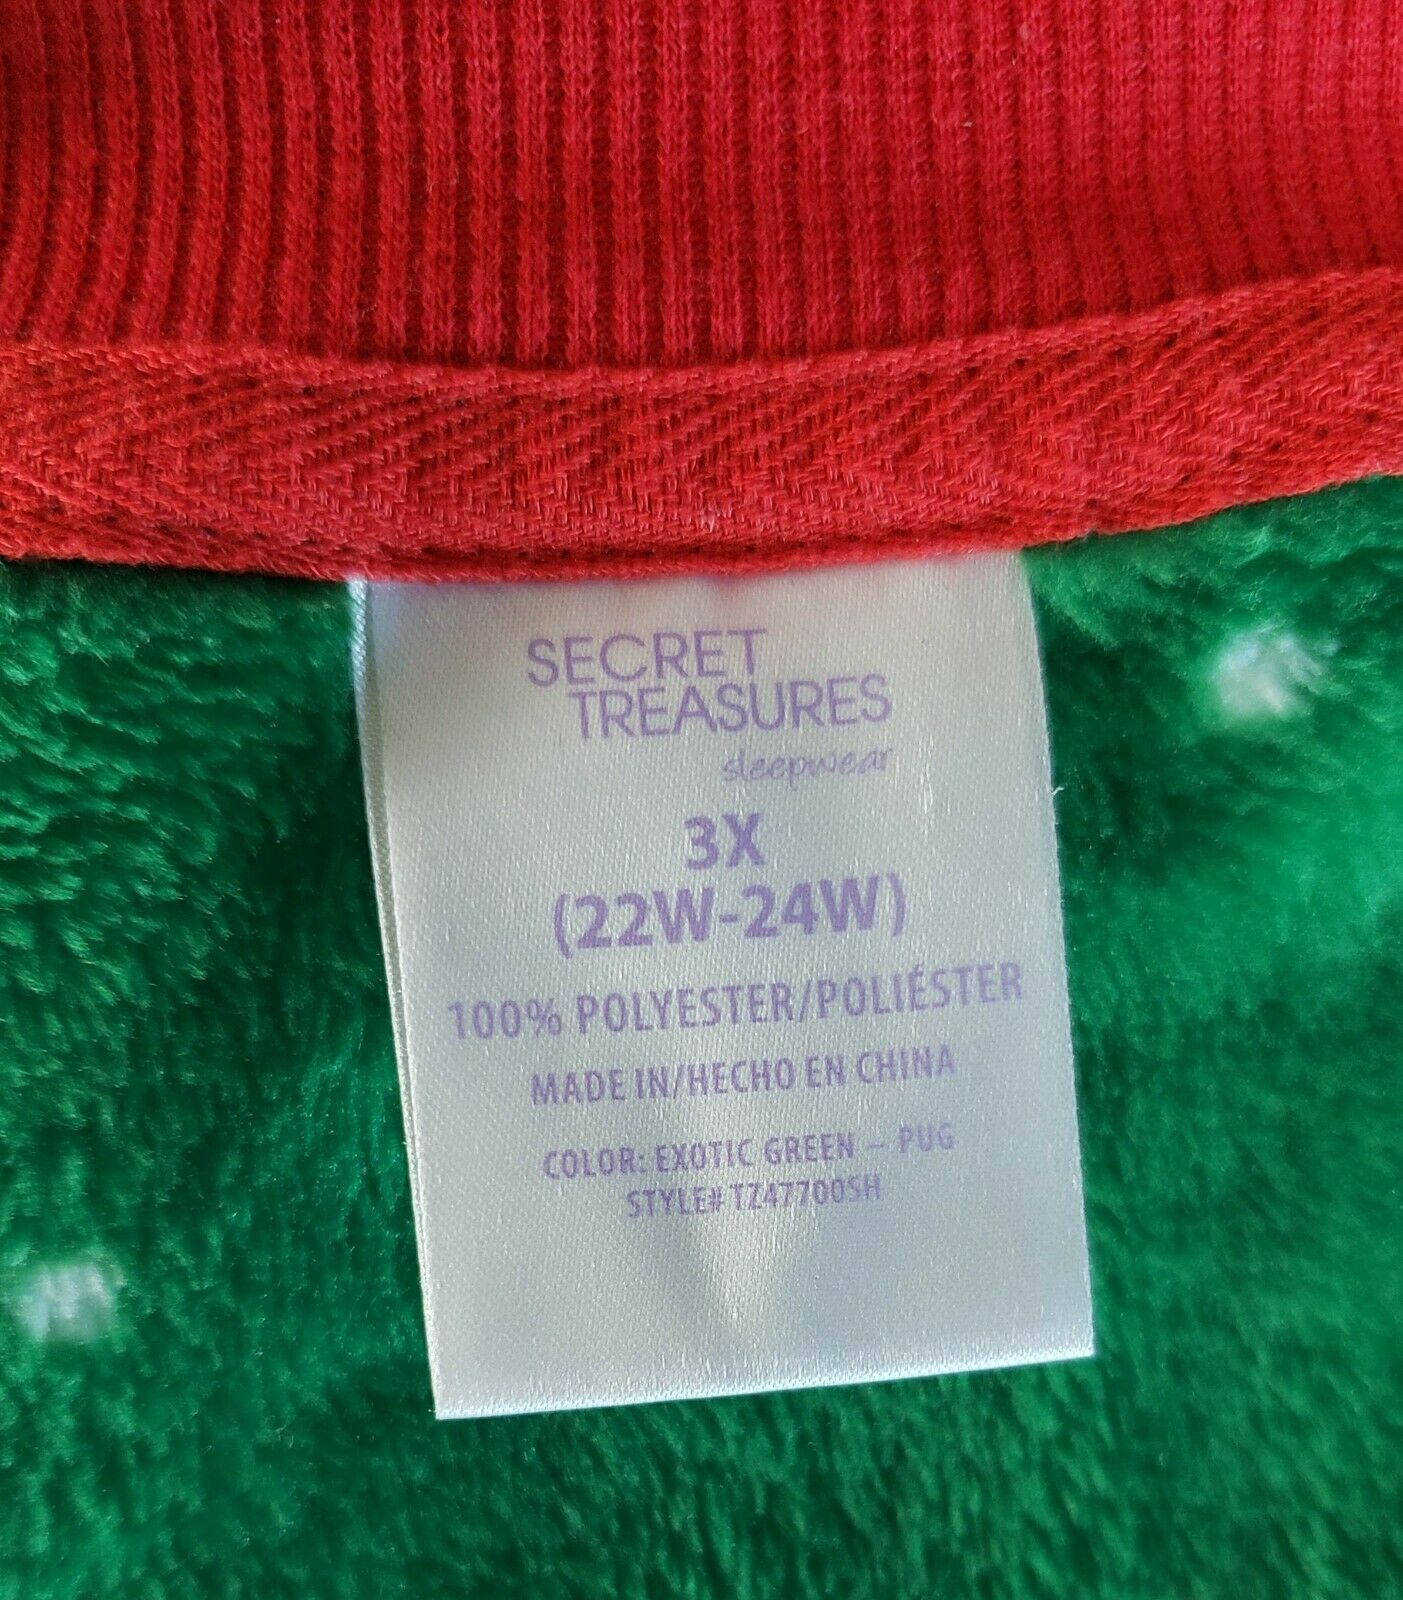 SECRET
TREASURES
sleepwear
3X
(22W-24W)
100% POLYESTER/POLIÉSTER
MADE IN/HECHO EN CHINA
COLOR: EXOTIC GREEN – PUG
STYLE# TZ47700SH